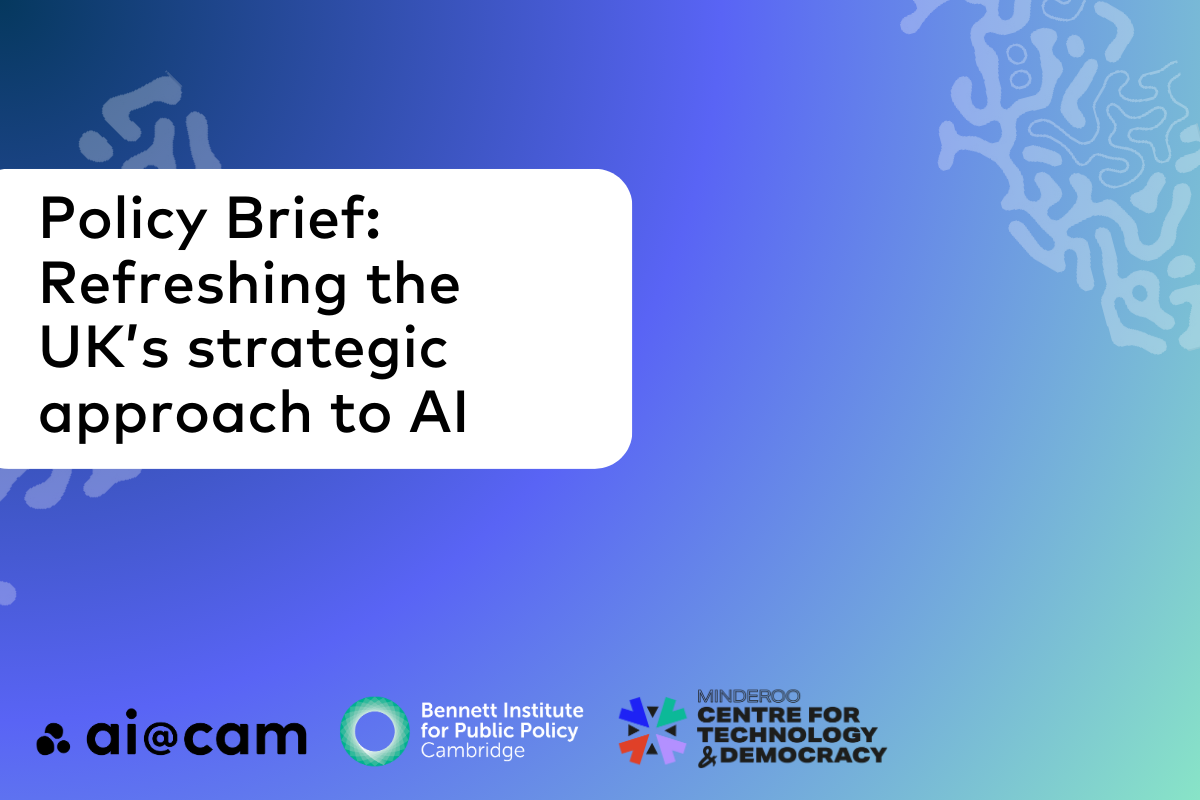 Policy Brief:
Refreshing the
UK’s strategic
approach to AI
ai@cam
Bennett Institute
for Public Policy
Cambridge
MINDEROO
CENTRE FOR
TECHNOLOGY
& DEMOCRACY